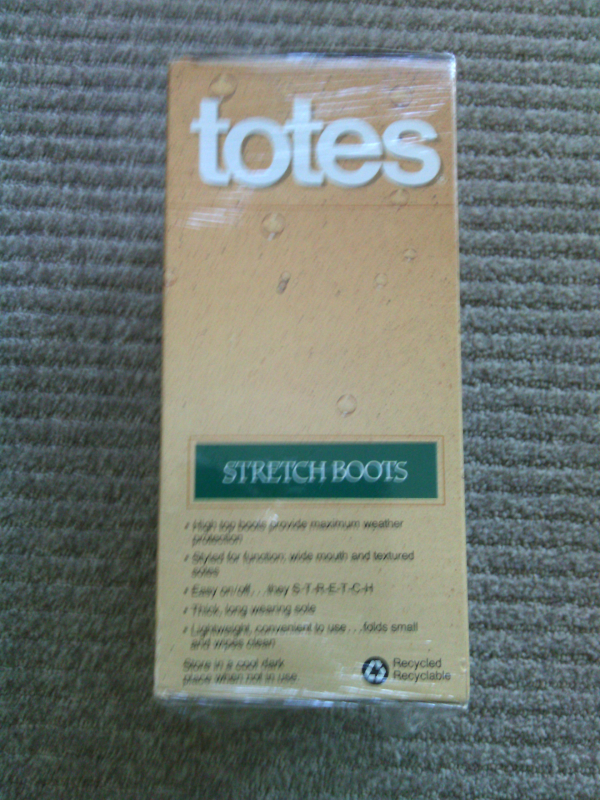 totes
STRETCH BOOTS
✓ High top boots provide maximum weather
protection
✓ Styled for function: wide mouth and textured
soles
✓ Easy on/off. . . they S-T-R-E-T-C-H
✓ Thick, long wearing sole
✓ Lightweight, convenient to use . . . folds small
and wipes clean
Store in a cool dark
place when not in use
Recycled
Recyclable